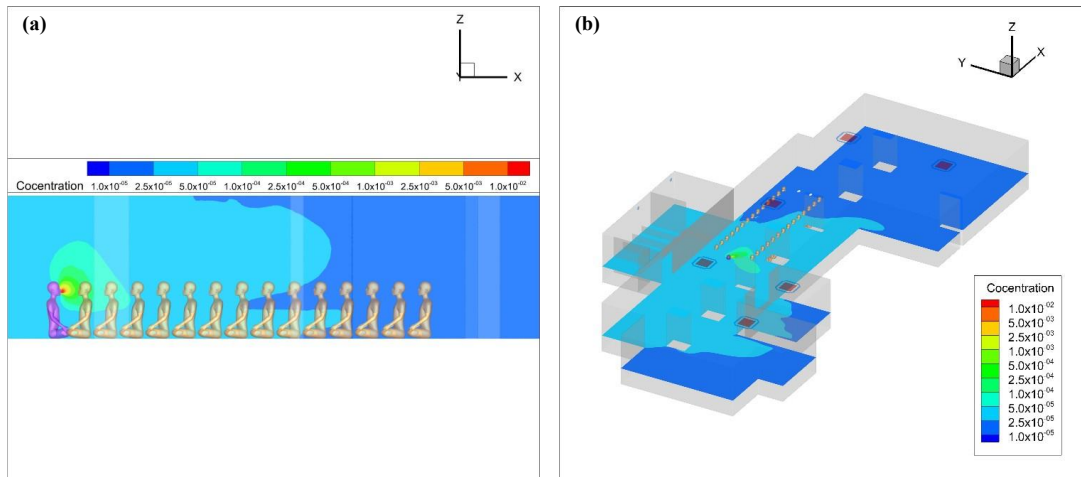 (a)
Z
Y X
Cocentration 1.0x10⁻⁰⁵ 2.5x10⁻⁰⁵ 5.0x10⁻⁰⁵ 1.0x10⁻⁰⁴ 2.5x10⁻⁰⁴ 5.0x10⁻⁰⁴ 1.0x10⁻⁰³ 2.5x10⁻⁰³ 5.0x10⁻⁰³ 1.0x10⁻⁰²
(b)
Z
Y X
Cocentration
1.0x10⁻⁰²
5.0x10⁻⁰³
2.5x10⁻⁰³
1.0x10⁻⁰³
5.0x10⁻⁰⁴
2.5x10⁻⁰⁴
1.0x10⁻⁰⁴
5.0x10⁻⁰⁵
2.5x10⁻⁰⁵
1.0x10⁻⁰⁵